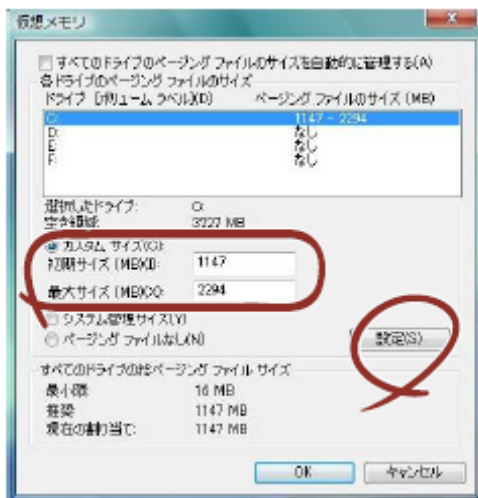 仮想メモリ
すべてのドライブのページング ファイルのサイズを自動的に管理する(A)
各ドライブのページング ファイルのサイズ
ドライブ [ボリューム ラベル](D) ページング ファイルのサイズ (MB)
C: 1147 - 2294
D: なし
E: なし
F: なし
選択したドライブ: C:
空き領域: 3727 MB
カスタム サイズ(C):
初期サイズ (MB)(I): 1147
最大サイズ (MB)(X): 2294
システム管理サイズ(Y)
ページング ファイルなし(N)
設定(S)
すべてのドライブの総ページング ファイル サイズ
最小限: 16 MB
推奨: 1147 MB
現在の割り当て: 1147 MB
OK キャンセル